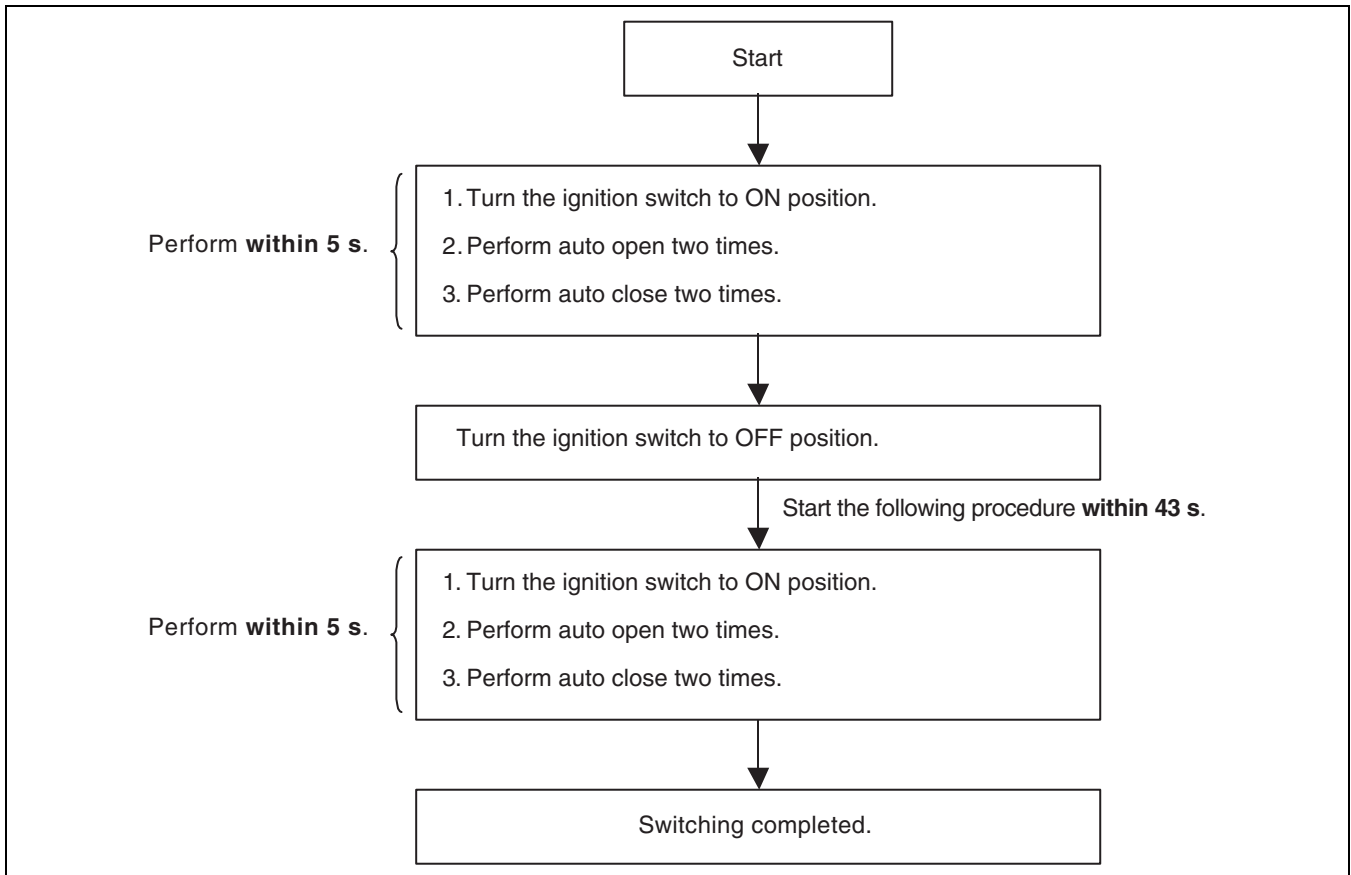 Start
Perform within 5 s.
1. Turn the ignition switch to ON position.
2. Perform auto open two times.
3. Perform auto close two times.
Turn the ignition switch to OFF position.
Start the following procedure within 43 s.
Perform within 5 s.
1. Turn the ignition switch to ON position.
2. Perform auto open two times.
3. Perform auto close two times.
Switching completed.